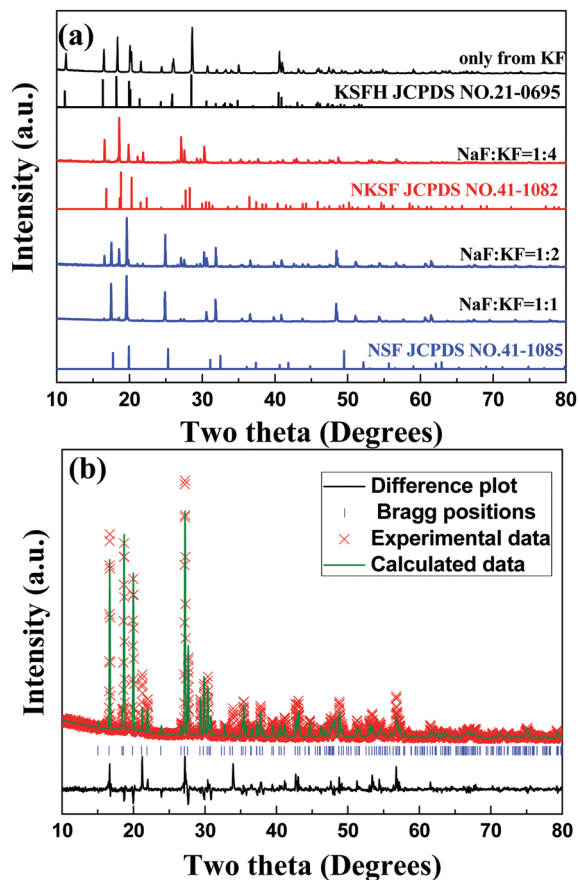 (a)
only from KF
KSFH JCPDS NO.21-0695
NaF:KF=1:4
NKSF JCPDS NO.41-1082
NaF:KF=1:2
NaF:KF=1:1
NSF JCPDS NO.41-1085
Intensity (a.u.)
10 20 30 40 50 60 70 80
Two theta (Degrees)
(b)
Difference plot
Bragg positions
Experimental data
Calculated data
Intensity (a.u.)
10 20 30 40 50 60 70 80
Two theta (Degrees)